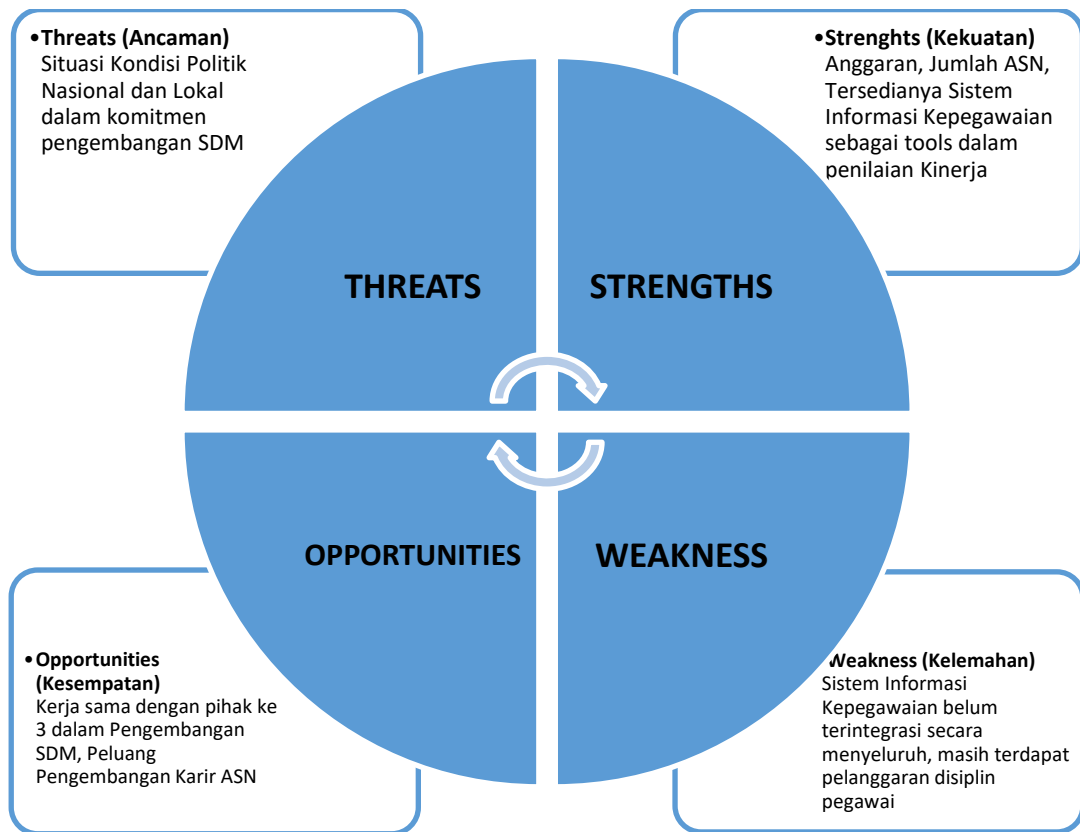 •Threats (Ancaman)
Situasi Kondisi Politik
Nasional dan Lokal
dalam komitmen
pengembangan SDM
•Strenghts (Kekuatan)
Anggaran, Jumlah ASN,
Tersedianya Sistem
Informasi Kepegawaian
sebagai tools dalam
penilaian Kinerja
THREATS
STRENGTHS
OPPORTUNITIES
WEAKNESS
•Opportunities
(Kesempatan)
Kerja sama dengan pihak ke
3 dalam Pengembangan
SDM, Peluang
Pengembangan Karir ASN
Weakness (Kelemahan)
Sistem Informasi
Kepegawaian belum
terintegrasi secara
menyeluruh, masih terdapat
pelanggaran disiplin
pegawai